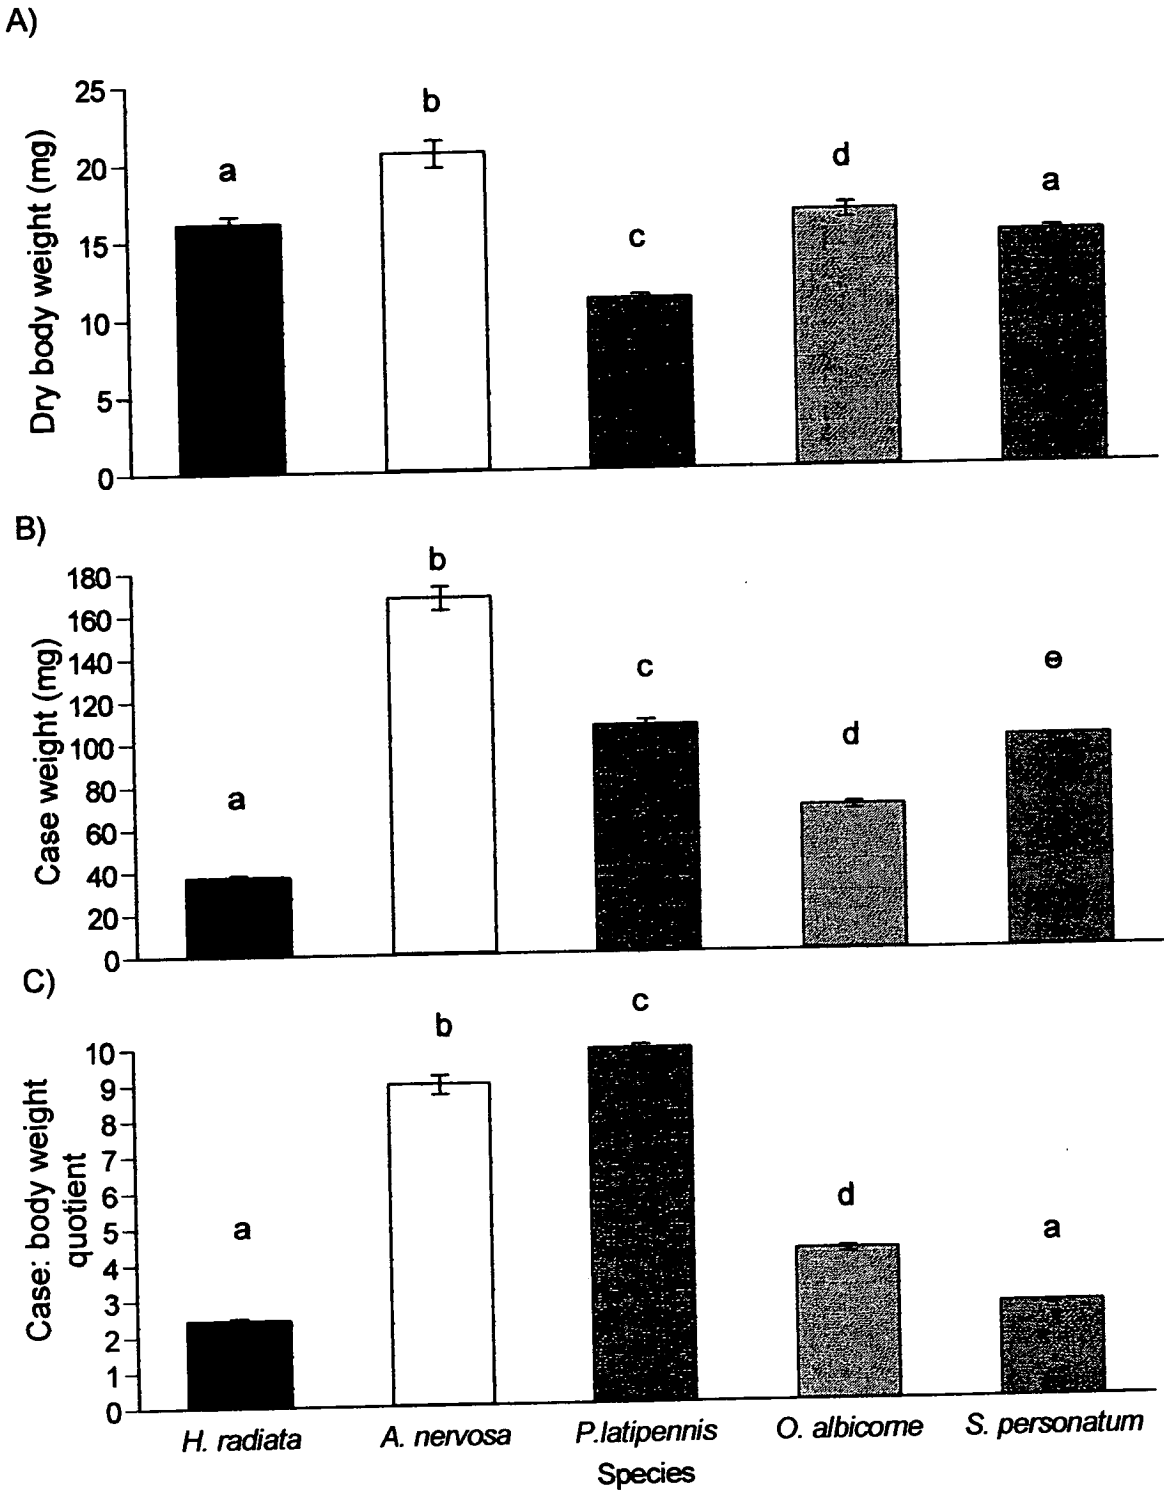 A)
25
20
15
10
5
0
Dry body weight (mg)
a
b
c
d
a
B)
180
160
140
120
100
80
60
40
20
0
Case weight (mg)
a
b
c
d
e
C)
10
9
8
7
6
5
4
3
2
1
0
Case: body weight
quotient
a
b
c
d
a
H. radiata A. nervosa P.latipennis O. albicorne S. personatum
Species